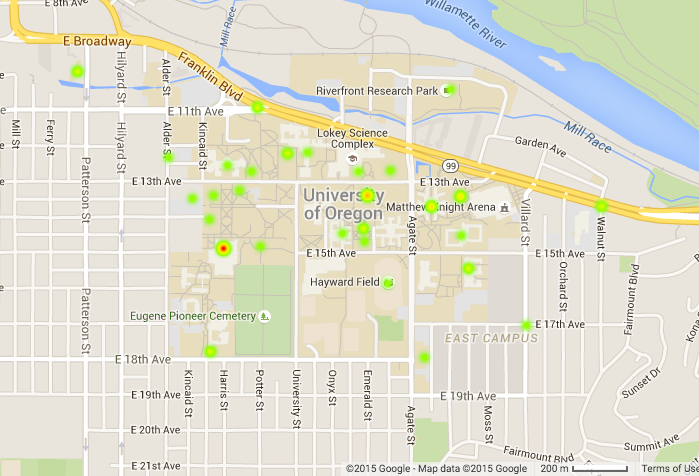 E 8th Ave
Willamette River
E Broadway
Mill Race
Franklin Blvd
Hilyard St
Alder St
Riverfront Research Park
E 11th Ave
Mill St
Ferry St
Hilyard St
Alder St
Kincaid St
Lokey Science
Complex
Mill-Race
Garden Ave
99
Patterson St
E 13th Ave
E 13th Ave
University
of Oregon
Matthew Knight Arena
Agate St
Villard St
Walnut St
E 15th Ave
E 15th Ave
Orchard St
Fairmount Blvd
Hayward Field
Patterson St
Eugene Pioneer Cemetery
E 17th Ave
EAST CAMPUS
E 18th Ave
Kincaid St
Harris St
Potter St
University St
Onyx St
Emerald St
Agate St
Moss St
Sunset Dr
E 19th Ave
E 19th Ave
E 20th Ave
Summit Ave
Fairmount Blvd
E 21st Ave
©2015 Google - Map data ©2015 Google
200 m
Terms of Use